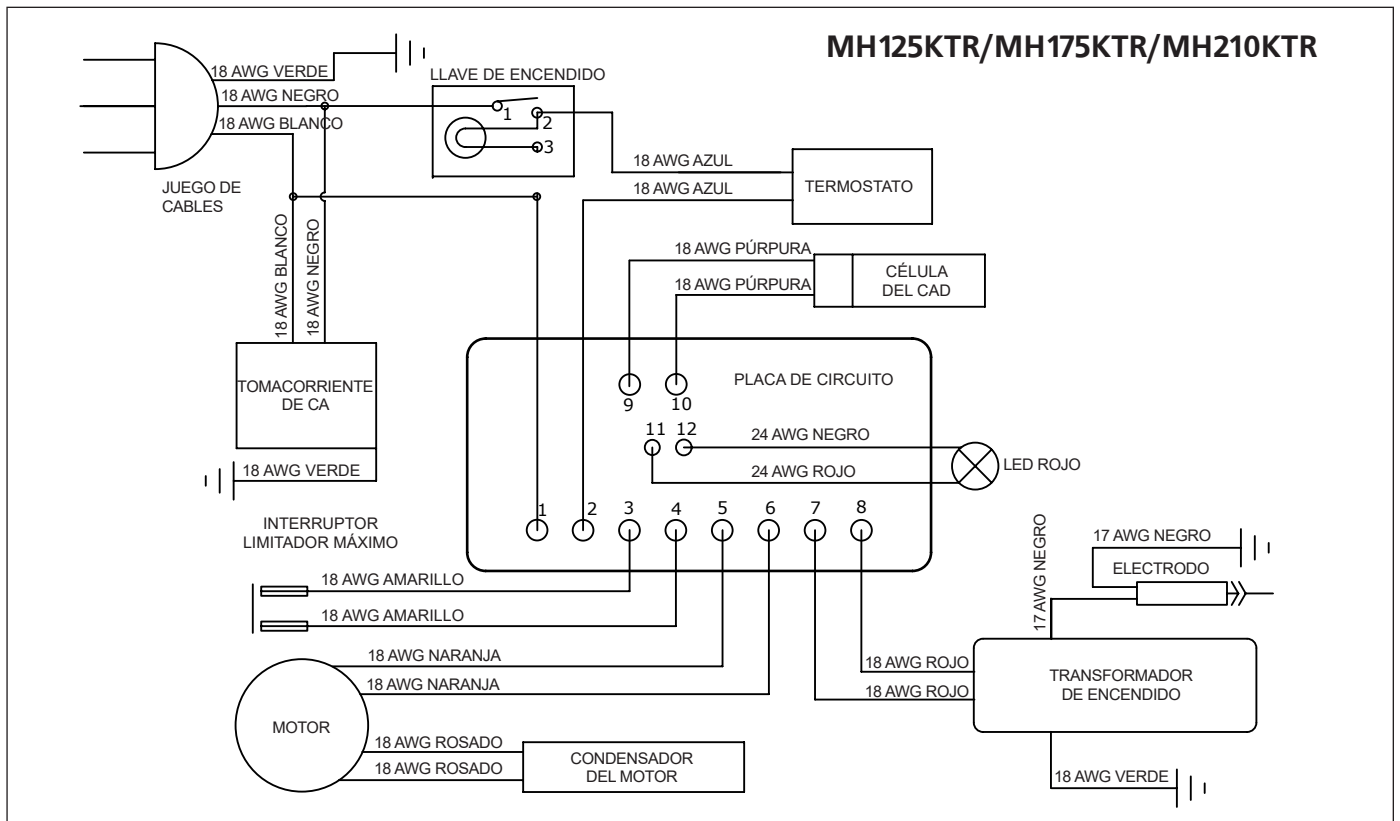 MH125KTR/MH175KTR/MH210KTR
18 AWG VERDE
18 AWG NEGRO
18 AWG BLANCO
JUEGO DE
CABLES
LLAVE DE ENCENDIDO
1
2
3
18 AWG AZUL
18 AWG AZUL
TERMOSTATO
18 AWG BLANCO
18 AWG NEGRO
18 AWG PÚRPURA
18 AWG PÚRPURA
CÉLULA
DEL CAD
TOMACORRIENTE
DE CA
18 AWG VERDE
PLACA DE CIRCUITO
9
10
11
12
24 AWG NEGRO
24 AWG ROJO
LED ROJO
1
2
3
4
5
6
7
8
INTERRUPTOR
LIMITADOR MÁXIMO
18 AWG AMARILLO
18 AWG AMARILLO
17 AWG NEGRO
17 AWG NEGRO
ELECTRODO
18 AWG NARANJA
18 AWG NARANJA
MOTOR
18 AWG ROSADO
18 AWG ROSADO
CONDENSADOR
DEL MOTOR
18 AWG ROJO
18 AWG ROJO
TRANSFORMADOR
DE ENCENDIDO
18 AWG VERDE